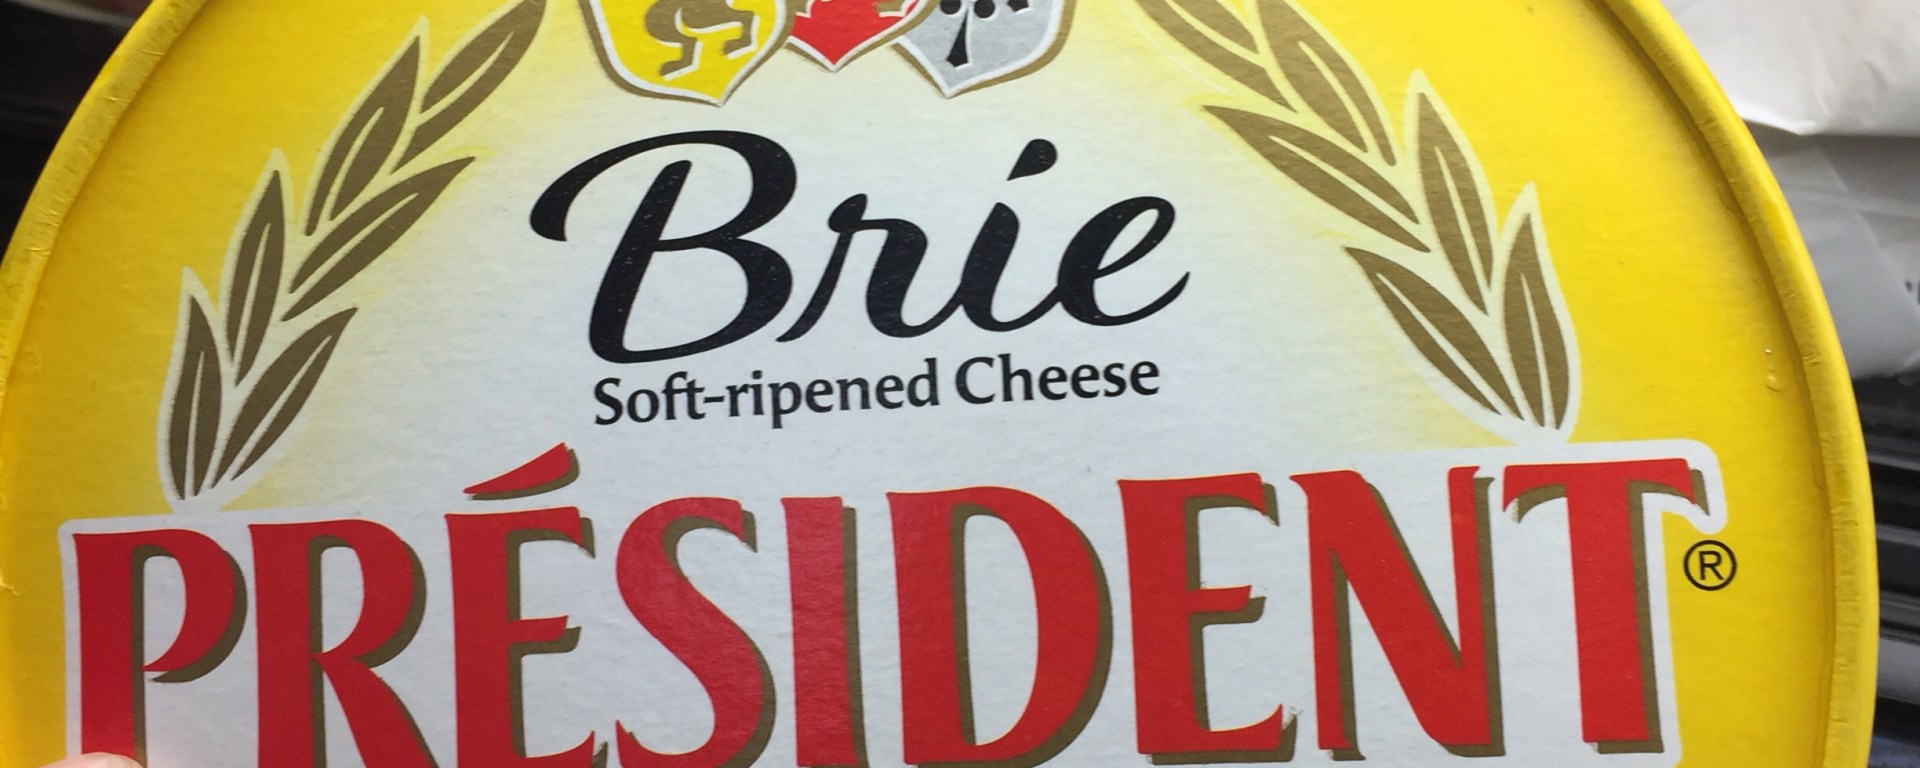 Brie
Soft-ripened Cheese
PRÉSIDENT®